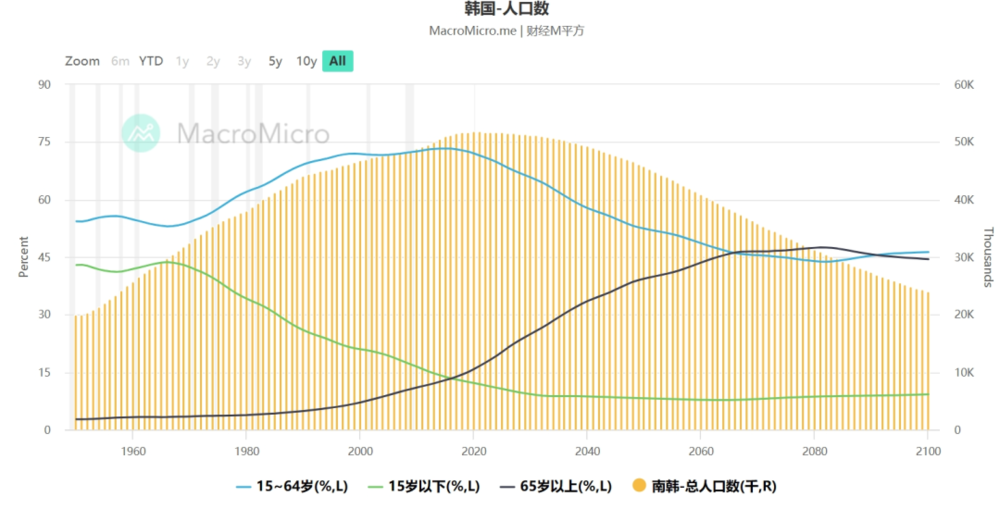 韩国-人口数
MacroMicro.me | 财经M平方
Zoom 6m YTD 1y 2y 3y 5y 10y All
MacroMicro
90 60K
75 50K
60 40K
45 30K
30 20K
15 10K
0 0
Percent
Thousands
1960 1980 2000 2020 2040 2060 2080 2100
15~64岁(%,L) 15岁以下(%,L) 65岁以上(%,L) 南韩-总人口数(千,R)